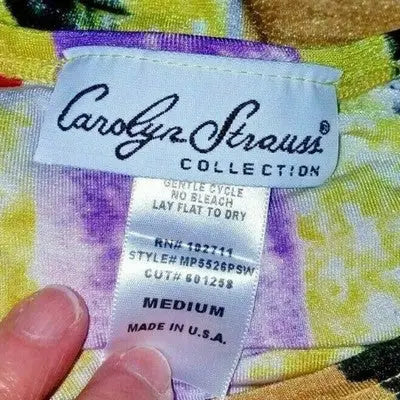 Carolyn Strauss®
COLLECTION
GENTLE CYCLE
NO BLEACH
LAY FLAT TO DRY
RN# 102711
STYLE# MP5526PSW
CUT# 601258
MEDIUM
MADE IN U.S.A.